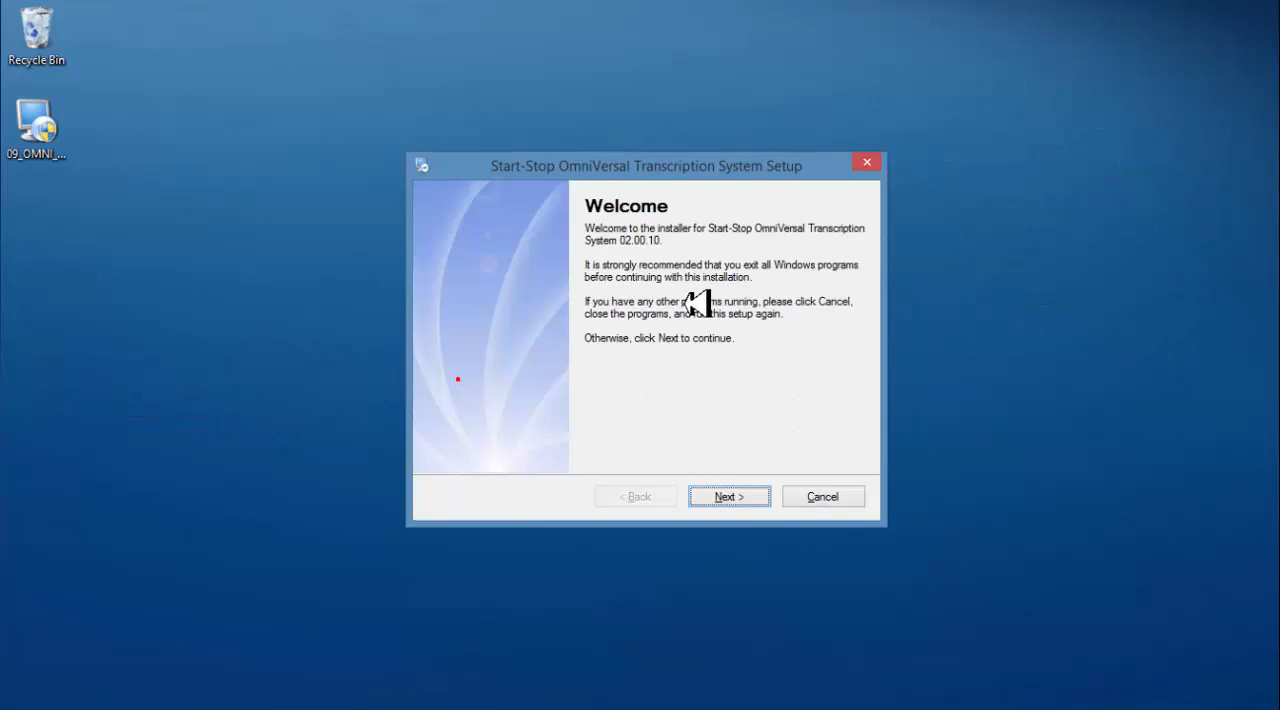 Recycle Bin
09_OMNI_...
Start-Stop OmniVersal Transcription System Setup
Welcome
Welcome to the installer for Start-Stop OmniVersal Transcription
System 02.00.10.
It is strongly recommended that you exit all Windows programs
before continuing with this installation.
If you have any other running, please click Cancel,
close the programs, and this setup again.
Otherwise, click Next to continue.
< Back
Next >
Cancel